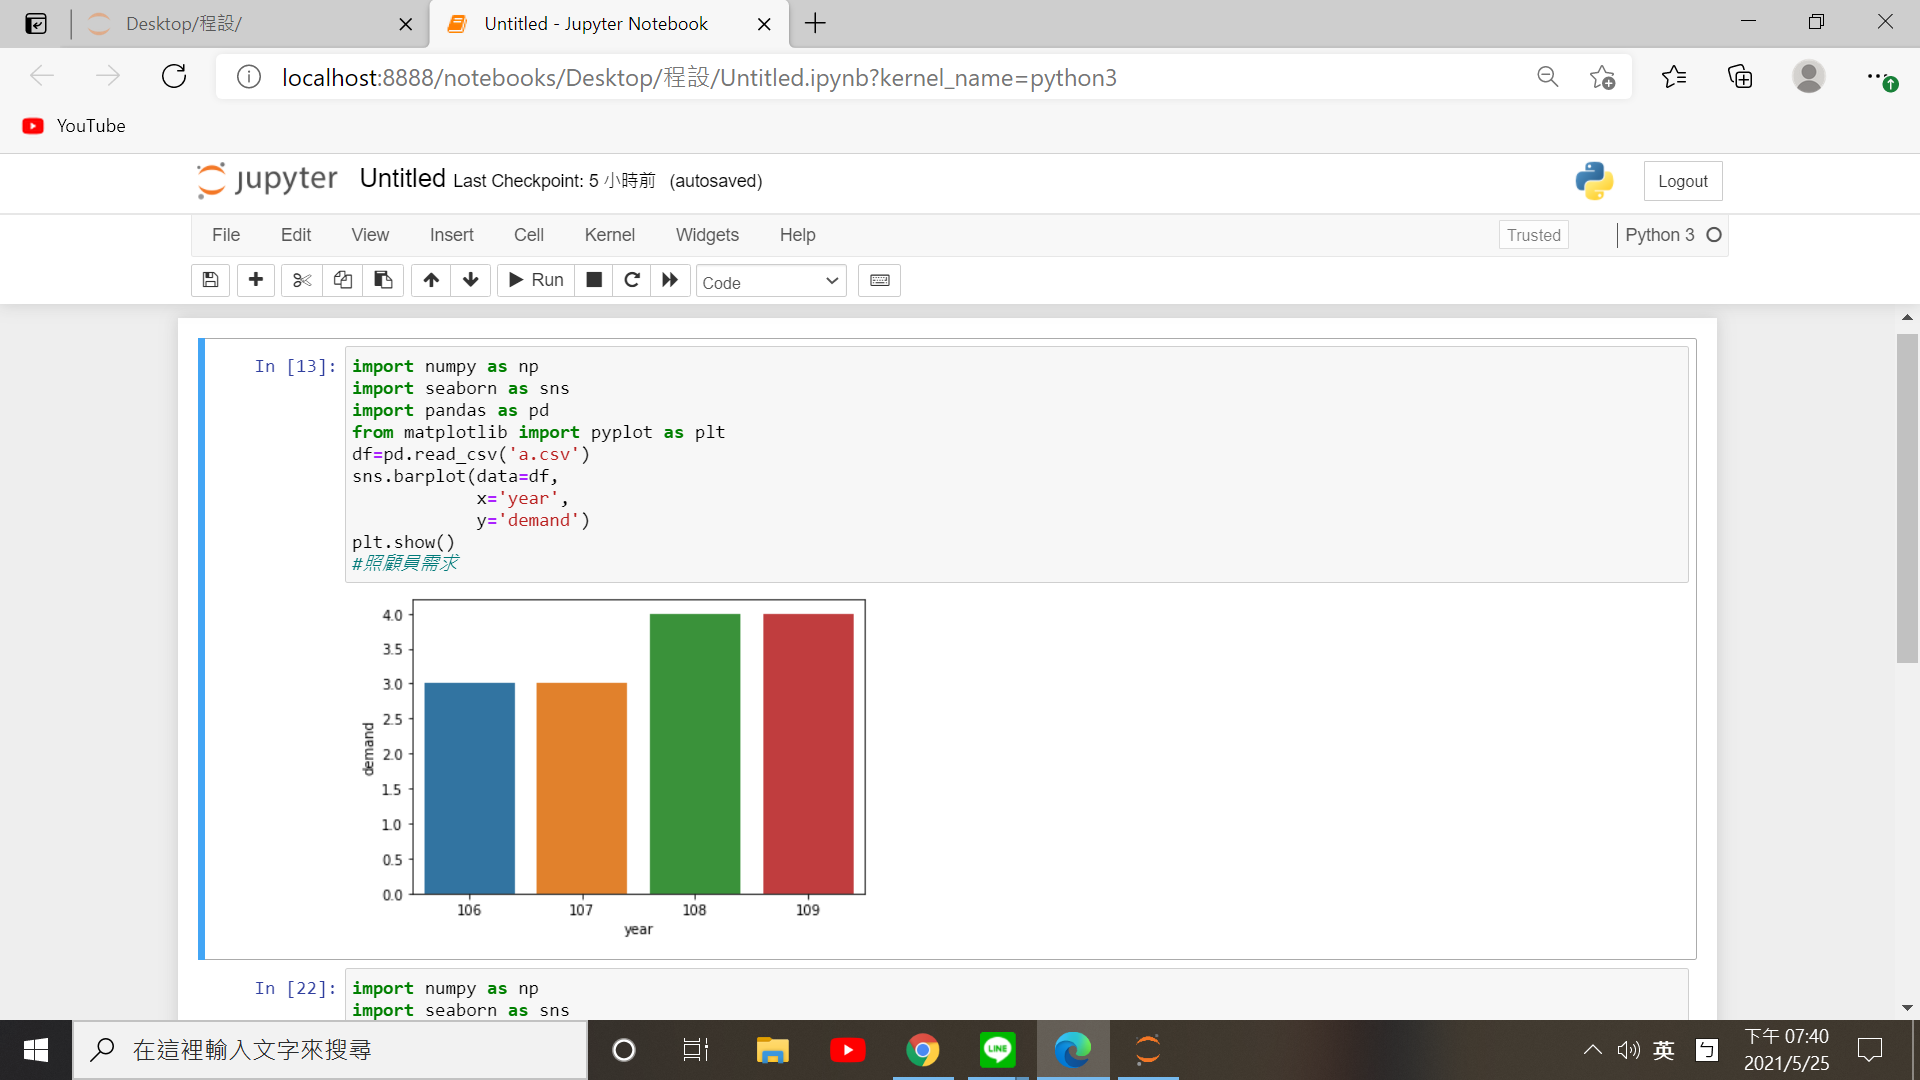 Desktop/程設/
Untitled - Jupyter Notebook
localhost:8888/notebooks/Desktop/程設/Untitled.ipynb?kernel_name=python3
YouTube
jupyter Untitled Last Checkpoint: 5 小時前 (autosaved)
Logout
File Edit View Insert Cell Kernel Widgets Help
Trusted
Python 3
Run
Code
In [13]:
import numpy as np
import seaborn as sns
import pandas as pd
from matplotlib import pyplot as plt
df=pd.read_csv('a.csv')
sns.barplot(data=df,
x='year',
y='demand')
plt.show()
#照顧員需求
4.0
3.5
3.0
2.5
2.0
1.5
1.0
0.5
0.0
demand
106 107 108 109
year
In [22]:
import numpy as np
import seaborn as sns
在這裡輸入文字來搜尋
LINE
英
ㄅ
下午 07:40
2021/5/25